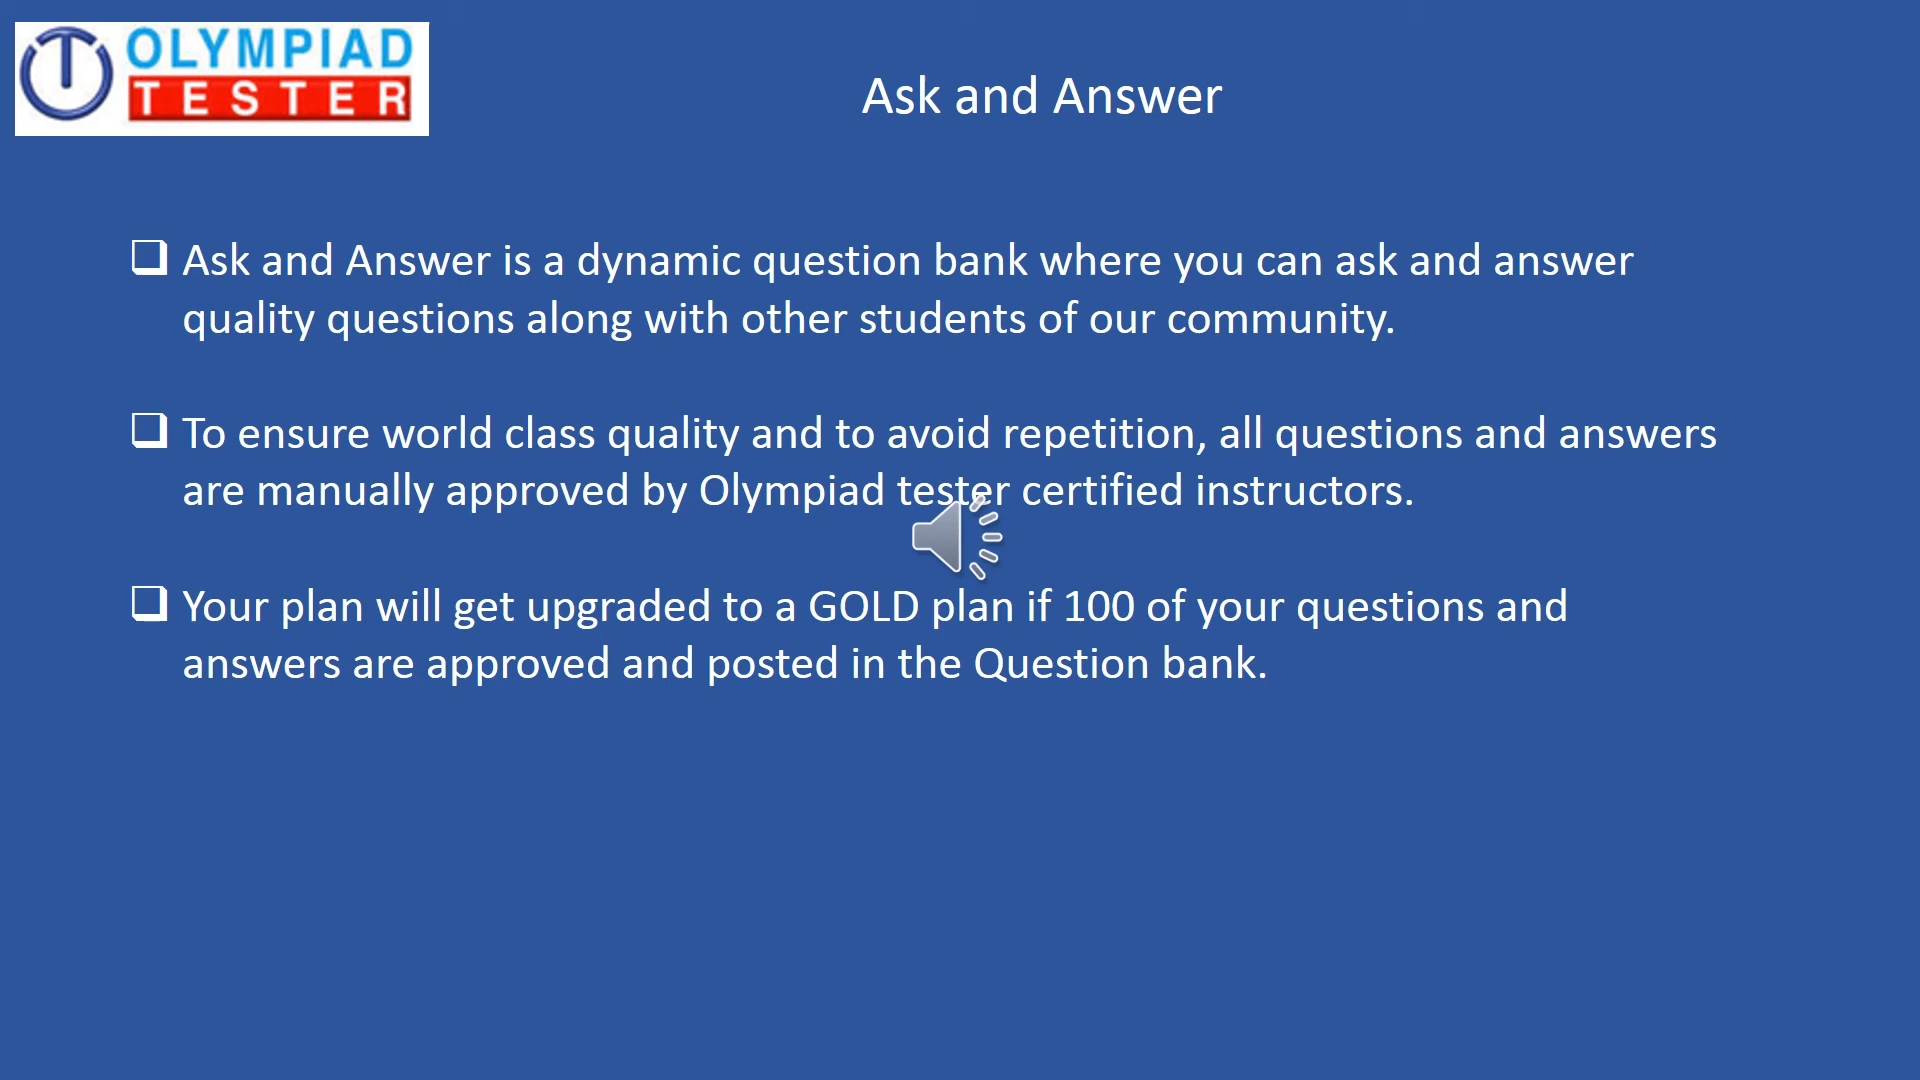 OLYMPIAD
TESTER
Ask and Answer
Ask and Answer is a dynamic question bank where you can ask and answer
quality questions along with other students of our community.
To ensure world class quality and to avoid repetition, all questions and answers
are manually approved by Olympiad tester certified instructors.
Your plan will get upgraded to a GOLD plan if 100 of your questions and
answers are approved and posted in the Question bank.